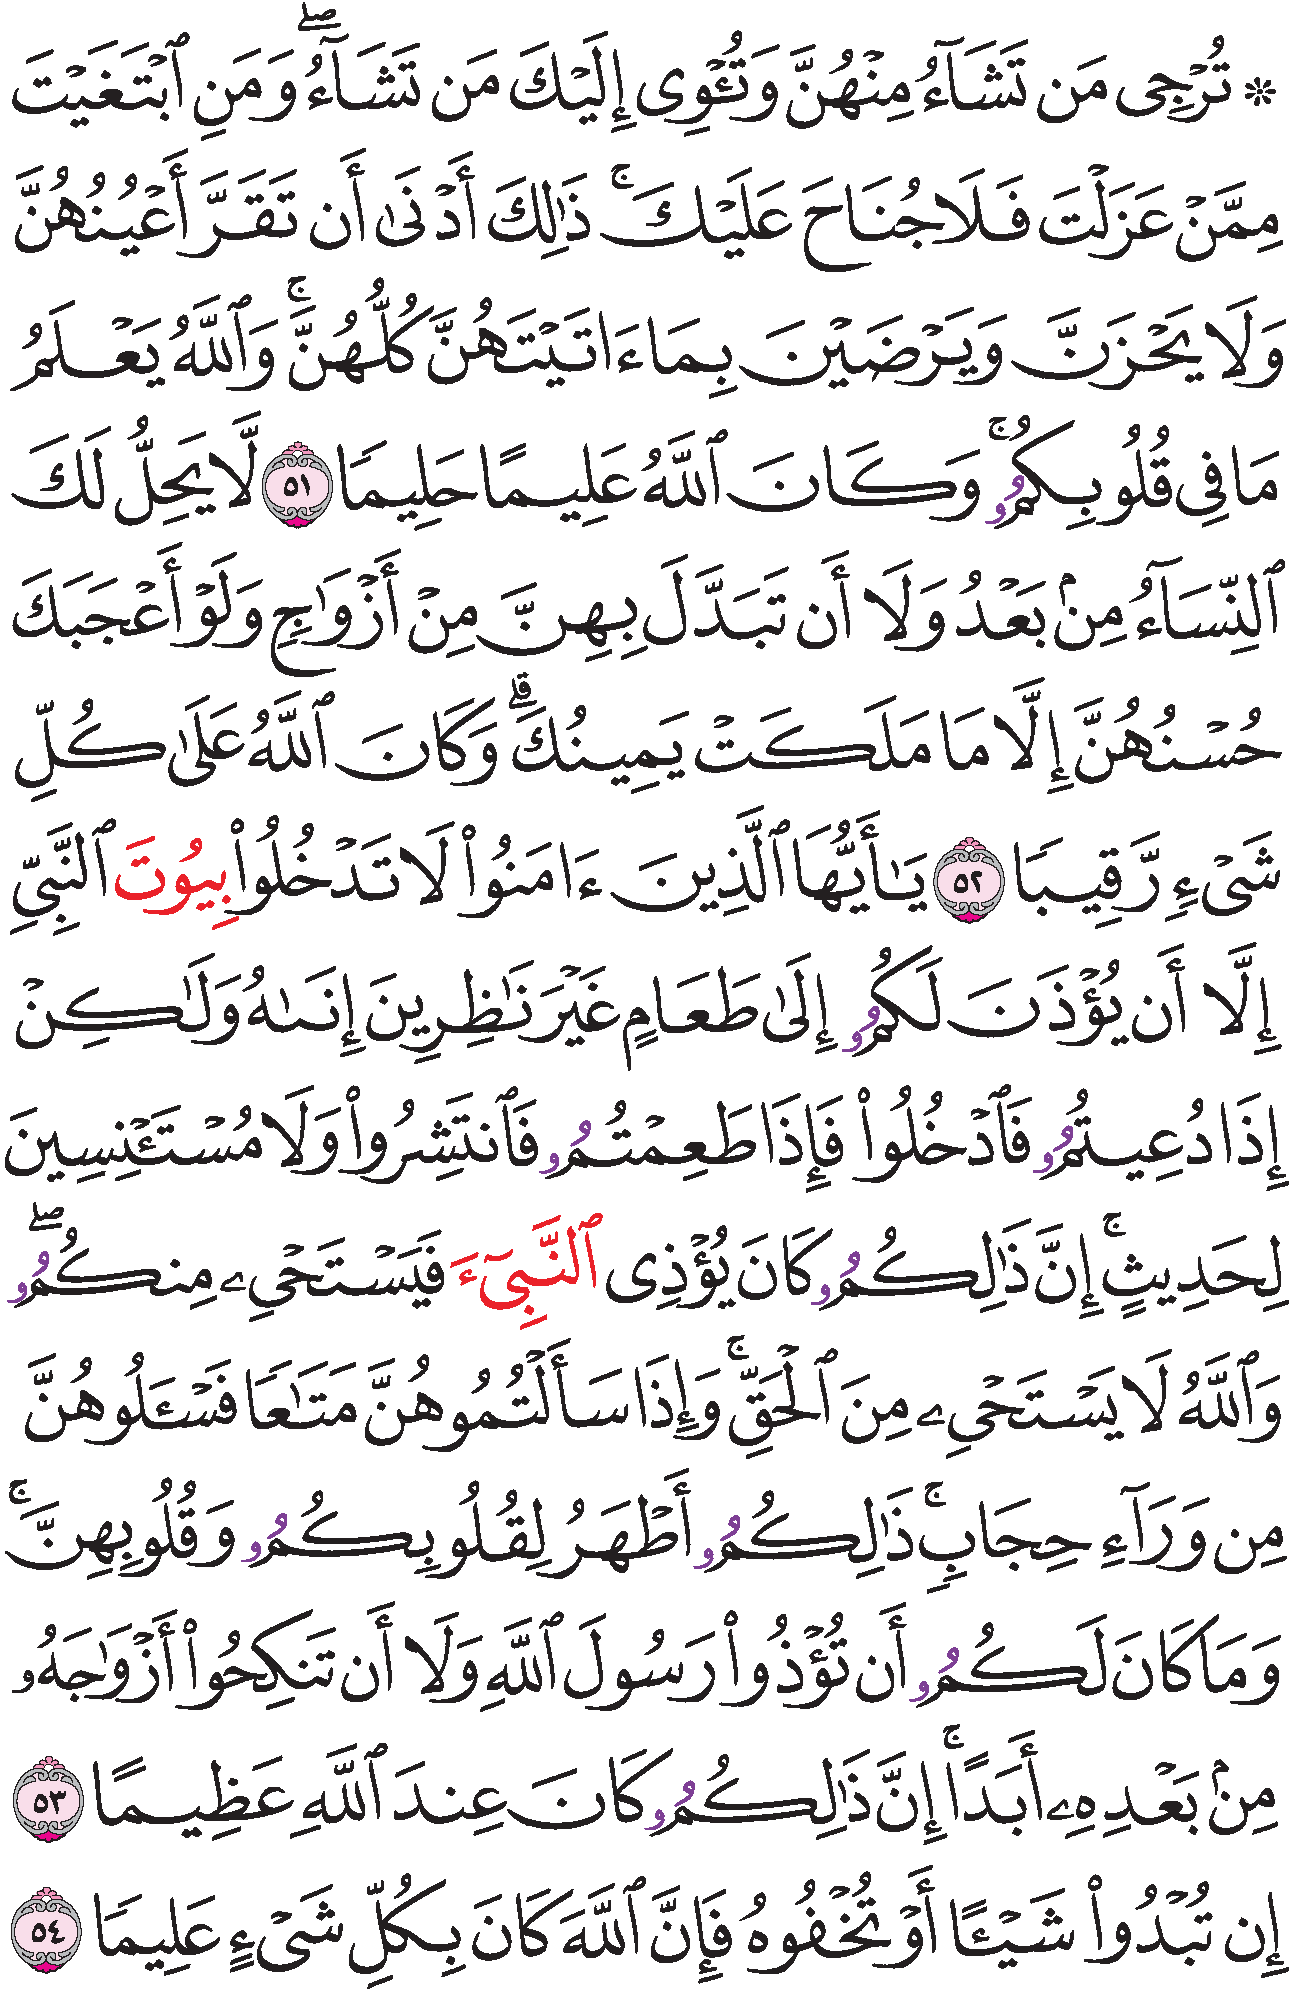 ۞ تُرْجِى مَن تَشَآءُ مِنْهُنَّ وَتُـْٔوِىٓ إِلَيْكَ مَن تَشَآءُ ۖ وَمَنِ ٱبْتَغَيْتَ
مِمَّنْ عَزَلْتَ فَلَا جُنَاحَ عَلَيْكَ ۚ ذَٰلِكَ أَدْنَىٰ أَن تَقَرَّ أَعْيُنُهُنَّ
وَلَا يَحْزَنَّ وَيَرْضَيْنَ بِمَا ءَاتَيْتَهُنَّ كُلُّهُنَّ ۚ وَٱللَّهُ يَعْلَمُ
مَا فِى قُلُوبِكُمُۥ ۚ وَكَانَ ٱللَّهُ عَلِيمًا حَلِيمًا ٥١ لَّا يَحِلُّ لَكَ
ٱلنِّسَآءُ مِنۢ بَعْدُ وَلَا أَن تَبَدَّلَ بِهِنَّ مِنْ أَزْوَٰجٍ وَلَوْ أَعْجَبَكَ
حُسْنُهُنَّ إِلَّا مَا مَلَكَتْ يَمِينُكَ ۗ وَكَانَ ٱللَّهُ عَلَىٰ كُلِّ
شَىْءٍ رَّقِيبًا ٥٢ يَـٰأَيُّهَا ٱلَّذِينَ ءَامَنُوا۟ لَا تَدْخُلُوا۟ بِيُوتَ ٱلنَّبِىِّ
إِلَّا أَن يُؤْذَنَ لَكُمُۥ إِلَىٰ طَعَامٍ غَيْرَ نَـٰظِرِينَ إِنَىٰهُ وَلَـٰكِنْ
إِذَا دُعِيتُمُۥ فَٱدْخُلُوا۟ فَإِذَا طَعِمْتُمُۥ فَٱنتَشِرُوا۟ وَلَا مُسْتَـْٔنِسِينَ
لِحَدِيثٍ ۚ إِنَّ ذَٰلِكُمُۥ كَانَ يُؤْذِى ٱلنَّبِىٓءَ فَيَسْتَحْىِۦ مِنكُمُۥ ۖ
وَٱللَّهُ لَا يَسْتَحْىِۦ مِنَ ٱلْحَقِّ ۚ وَإِذَا سَأَلْتُمُوهُنَّ مَتَـٰعًا فَسْـَٔلُوهُنَّ
مِن وَرَآءِ حِجَابٍ ۚ ذَٰلِكُمُۥ أَطْهَرُ لِقُلُوبِكُمُۥ وَقُلُوبِهِنَّ ۚ
وَمَا كَانَ لَكُمُۥ أَن تُؤْذُوا۟ رَسُولَ ٱللَّهِ وَلَا أَن تَنكِحُوا۟ أَزْوَٰجَهُۥ
مِنۢ بَعْدِهِۦ أَبَدًا ۚ إِنَّ ذَٰلِكُمُۥ كَانَ عِندَ ٱللَّهِ عَظِيمًا ٥٣
إِن تُبْدُوا۟ شَيْـًٔا أَوْ تُخْفُوهُ فَإِنَّ ٱللَّهَ كَانَ بِكُلِّ شَىْءٍ عَلِيمًا ٥٤